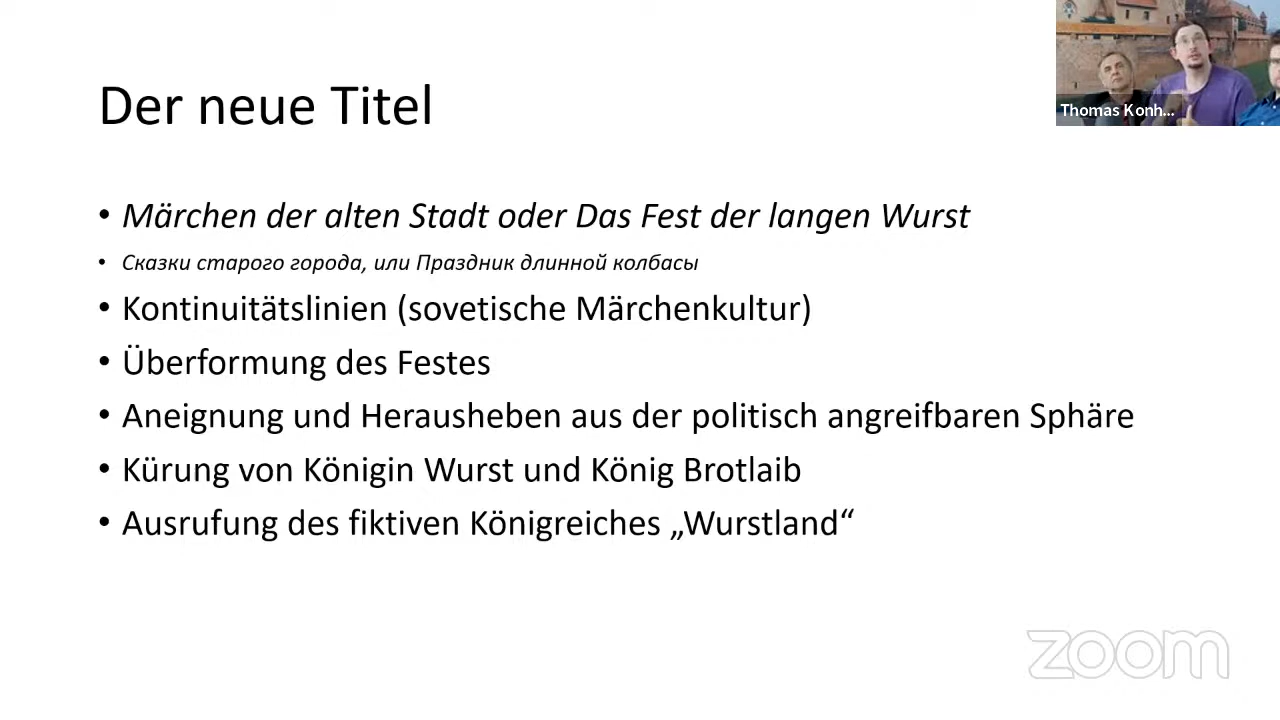 Thomas Konh...
Der neue Titel
• Märchen der alten Stadt oder Das Fest der langen Wurst
• Сказки старого города, или Праздник длинной колбасы
• Kontinuitätslinien (sovetische Märchenkultur)
• Überformung des Festes
• Aneignung und Herausheben aus der politisch angreifbaren Sphäre
• Kürung von Königin Wurst und König Brotlaib
• Ausrufung des fiktiven Königreiches „Wurstland“
zoom